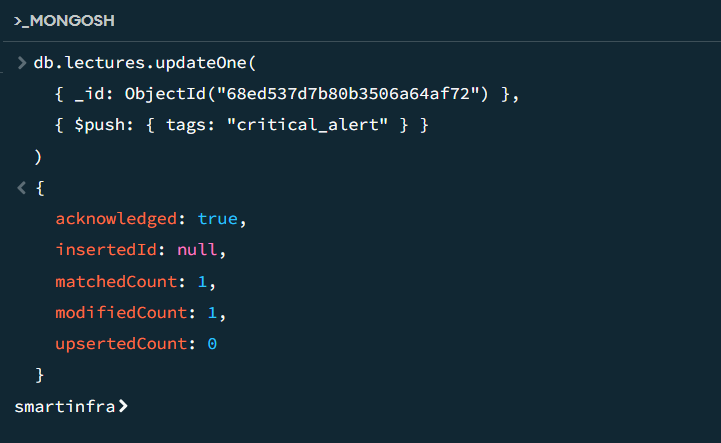 >_MONGOSH
> db.lectures.updateOne(
{ _id: ObjectId("68ed537d7b80b3506a64af72") },
{ $push: { tags: "critical_alert" } }
)
< {
acknowledged: true,
insertedId: null,
matchedCount: 1,
modifiedCount: 1,
upsertedCount: 0
}
smartinfra>